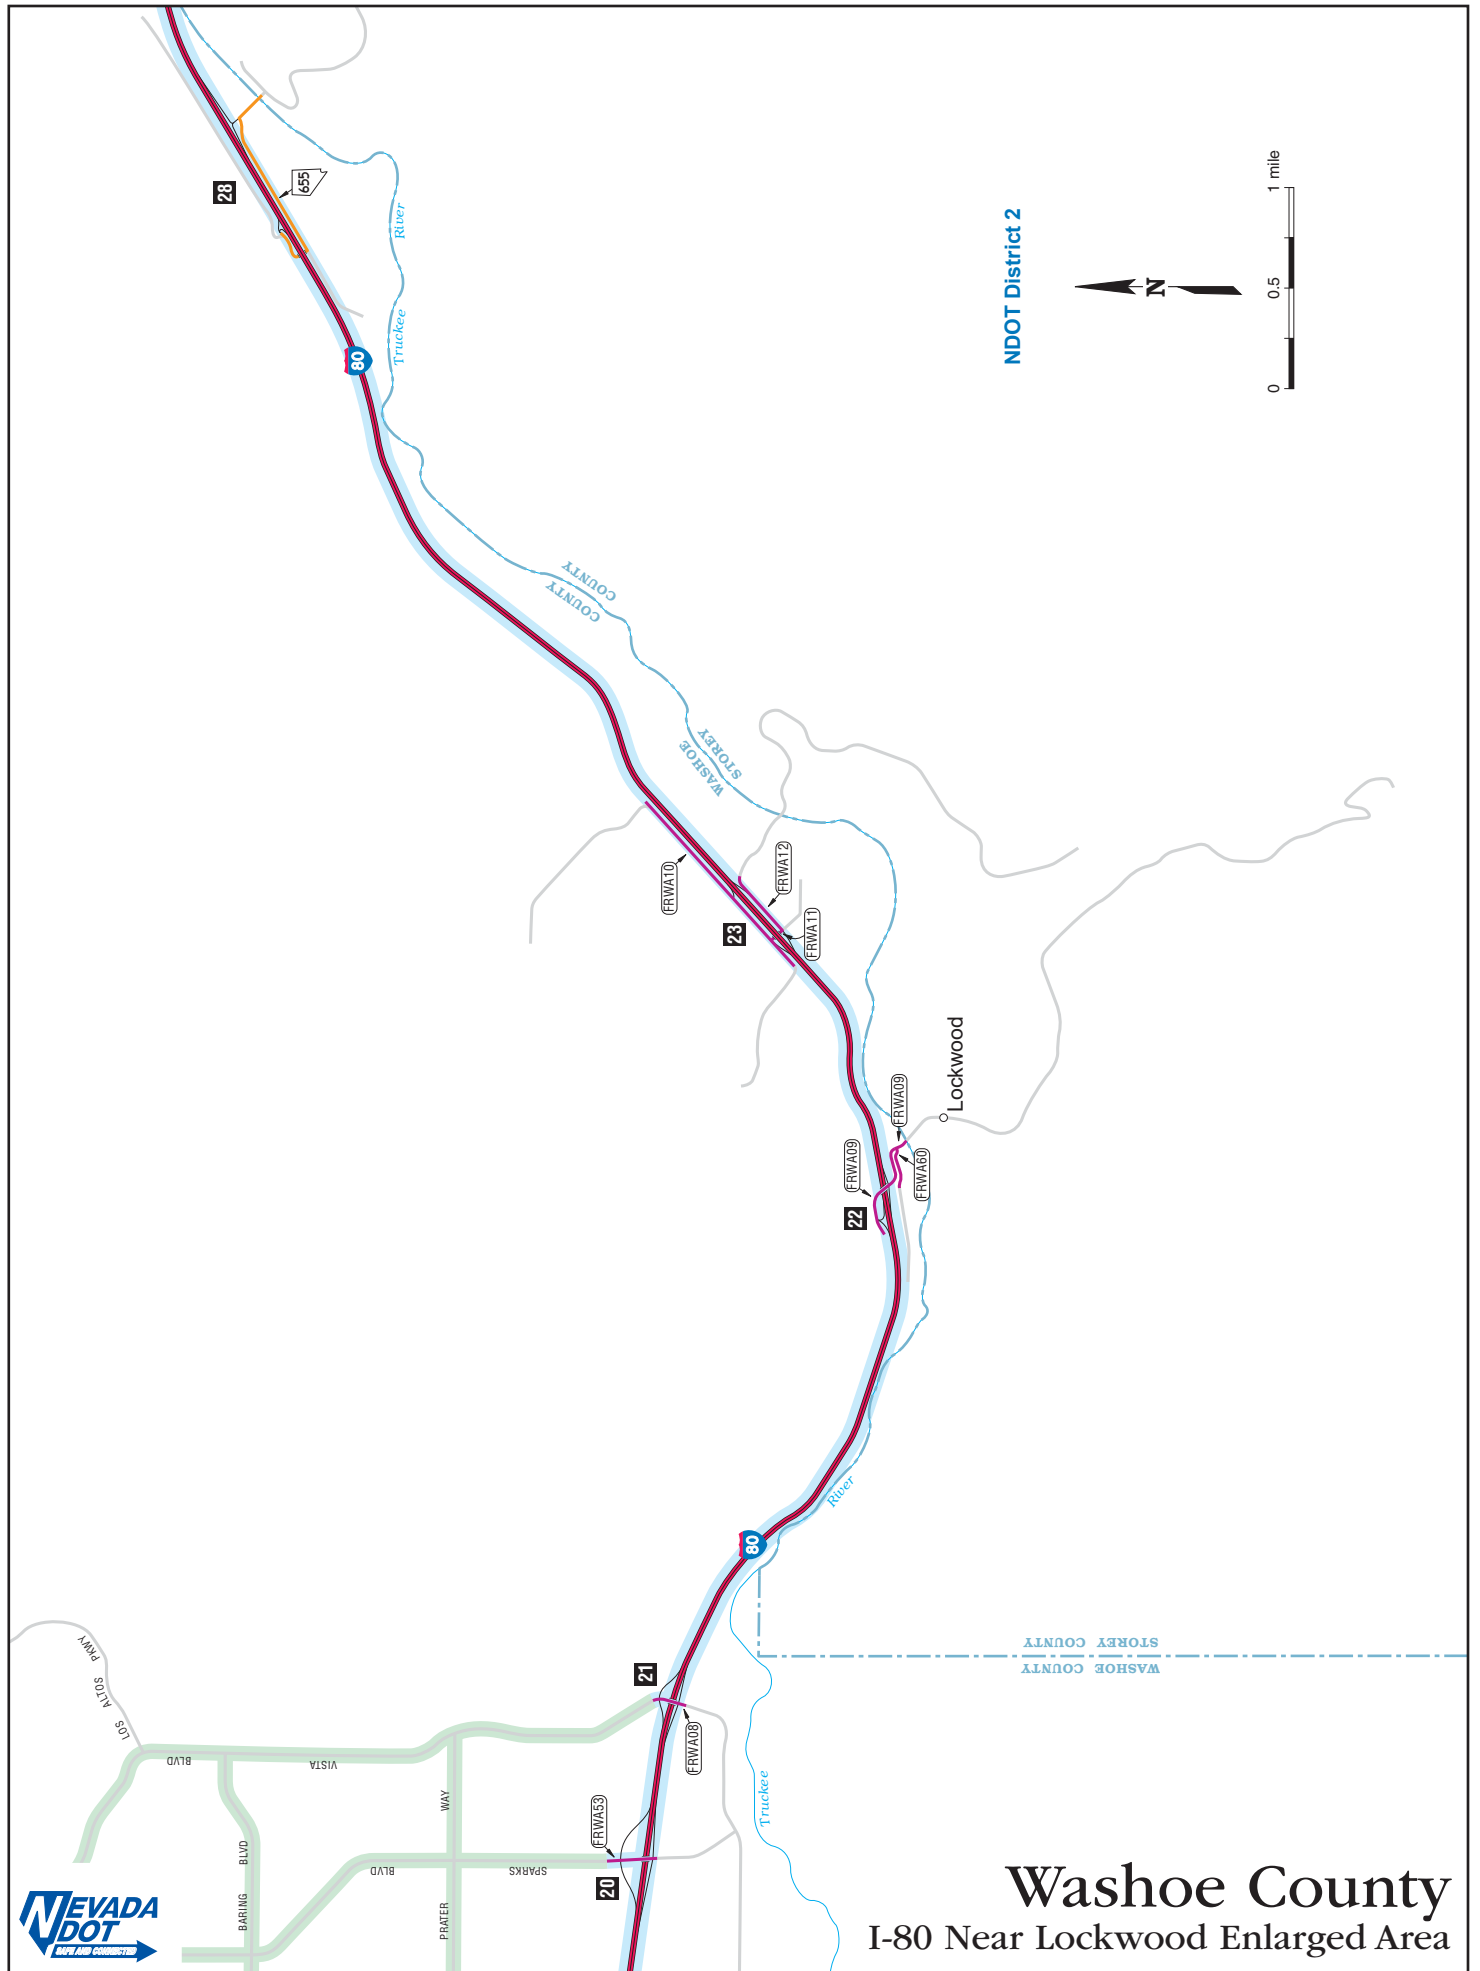 28
655
River
Truckee
80
NDOT District 2
N
0
0.5
1 mile
COUNTY
COUNTY
WASHOE
STOREY
FRWA10
FRWA12
23
FRWA11
Lockwood
FRWA09
FRWA09
FRWA60
22
River
80
STOREY COUNTY
WASHOE COUNTY
21
FRWA08
LOS ALTOS PKWY
VISTA BLVD
BARING BLVD
PRATER WAY
SPARKS BLVD
FRWA53
20
Truckee
NEVADA
DOT
SAFE AND CONNECTED
Washoe County
I-80 Near Lockwood Enlarged Area